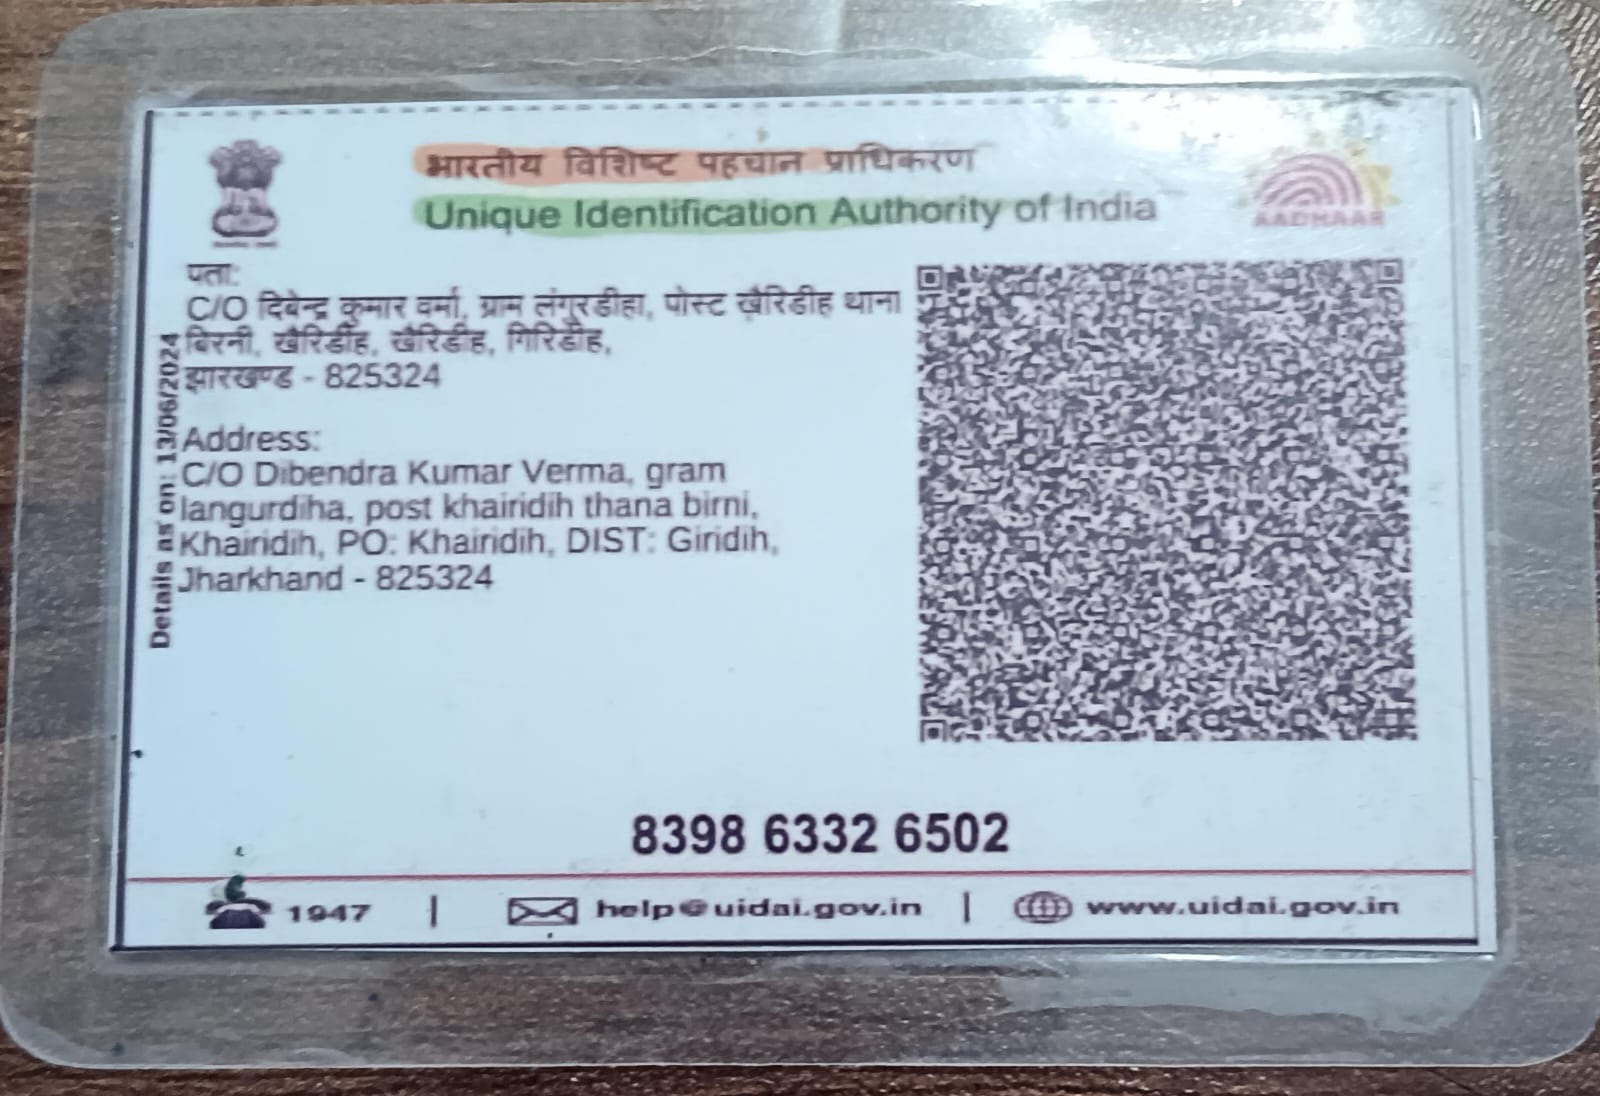 भारतीय विशिष्ट पहचान प्राधिकरण
Unique Identification Authority of India
AADHAAR
पता:
C/O दिबेन्द्र कुमार वर्मा, ग्राम लंगुरडीहा, पोस्ट ख़ैरिडीह थाना
बिरनी, खैरिडीह, खैरिडीह, गिरिडीह,
झारखण्ड - 825324
Address:
C/O Dibendra Kumar Verma, gram
langurdiha, post khairidih thana birni,
Khairidih, PO: Khairidih, DIST: Giridih,
Jharkhand - 825324
Details as on: 13/06/2024
8398 6332 6502
1947 | help@uidai.gov.in | www.uidai.gov.in